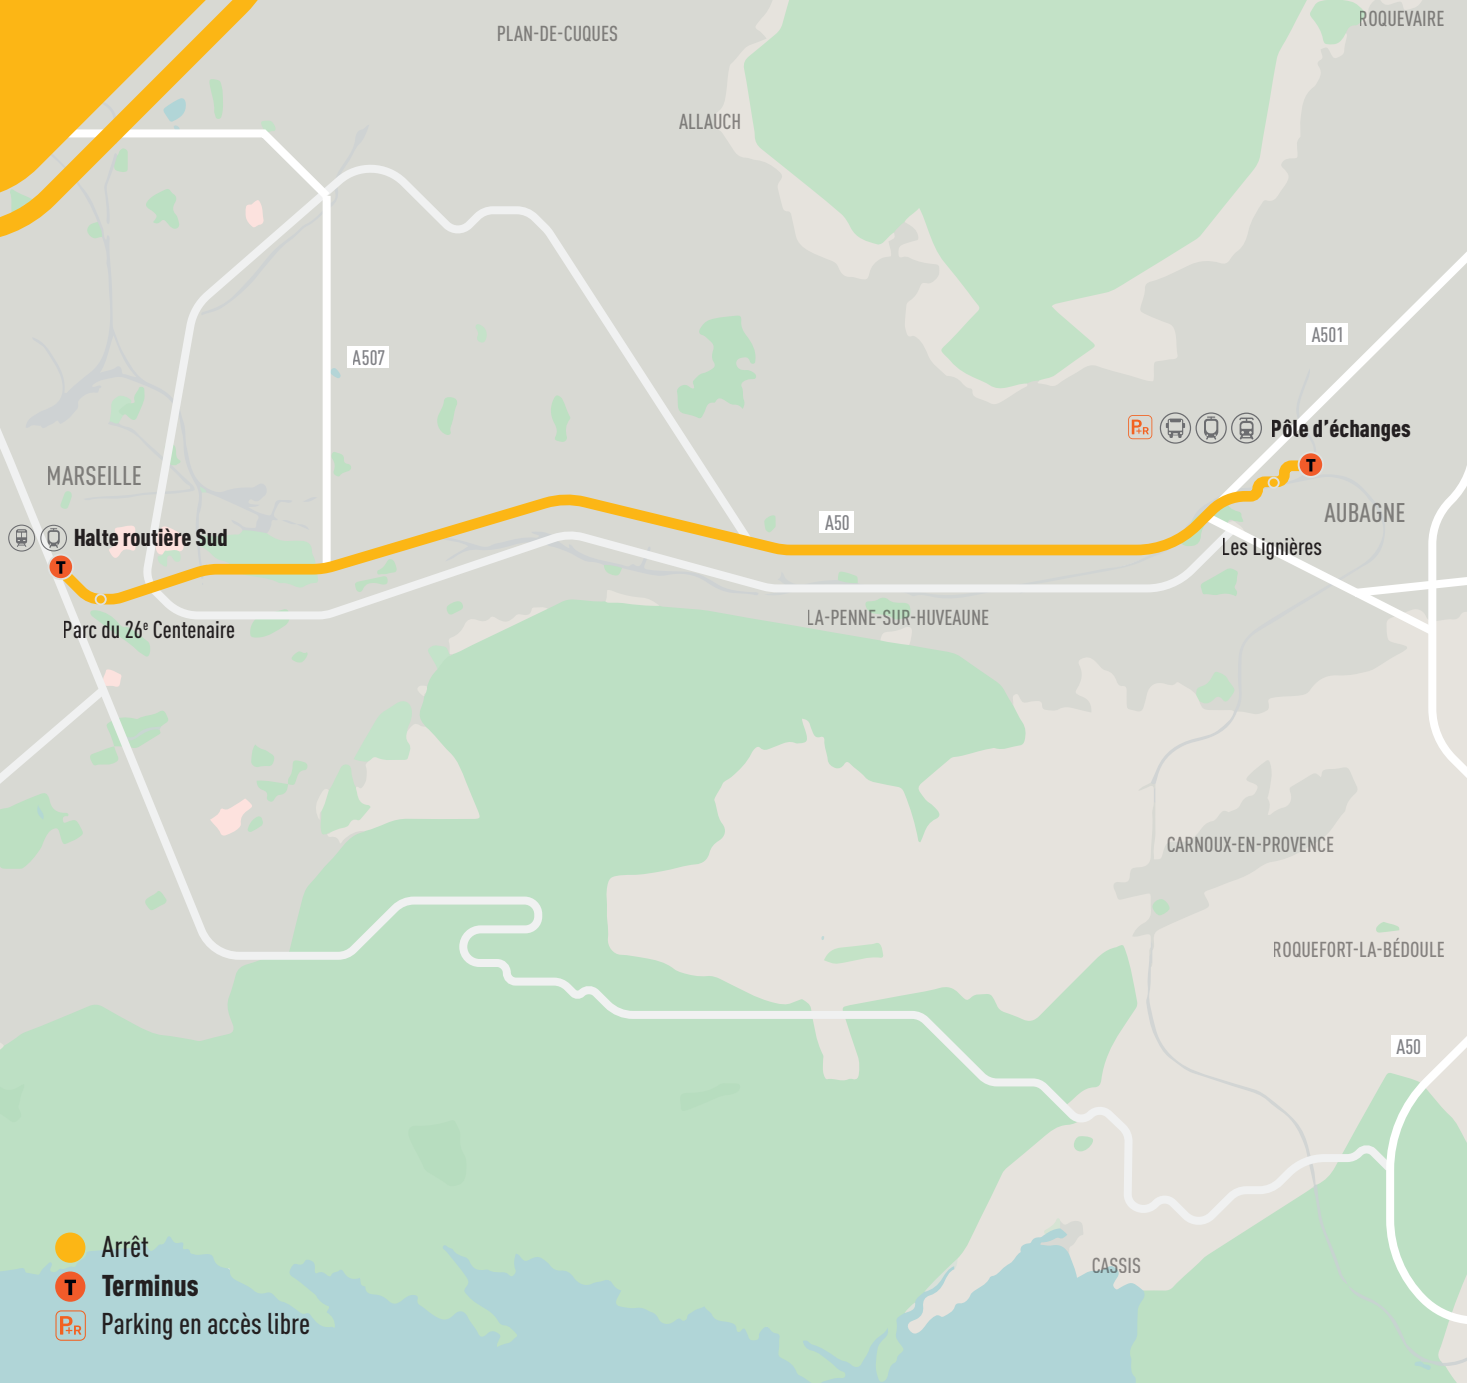 PLAN-DE-CUQUES
ROQUEVAIRE
ALLAUCH
A501
A507
P+R
Pôle d'échanges
T
MARSEILLE
AUBAGNE
A50
Halte routière Sud
T
Les Lignières
Parc du 26e Centenaire
LA-PENNE-SUR-HUVEAUNE
CARNOUX-EN-PROVENCE
ROQUEFORT-LA-BÉDOULE
A50
CASSIS
Arrêt
T Terminus
P+R Parking en accès libre